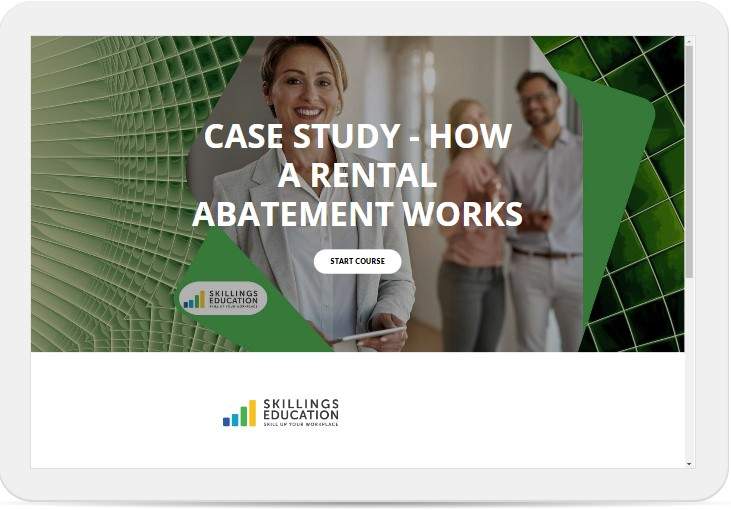 CASE STUDY - HOW
A RENTAL
ABATEMENT WORKS
START COURSE
SKILLINGS
EDUCATION
SKILL UP YOUR WORKPLACE
SKILLINGS
EDUCATION
SKILL UP YOUR WORKPLACE